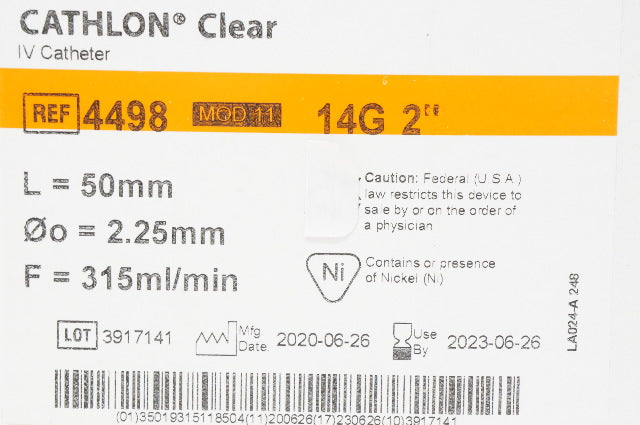 CATHLON® Clear
IV Catheter
REF 4498 MOD 11 14G 2"
L = 50mm
Øo = 2.25mm
F = 315ml/min
Caution: Federal (U.S.A.)
law restricts this device to
sale by or on the order of
a physician
Ni
Contains or presence
of Nickel (Ni)
LOT 3917141
Mfg.
Date.
2020-06-26
Use
By
2023-06-26
LA024-A 248
(01)35019315118504(11)200626(17)230626(10)3917141